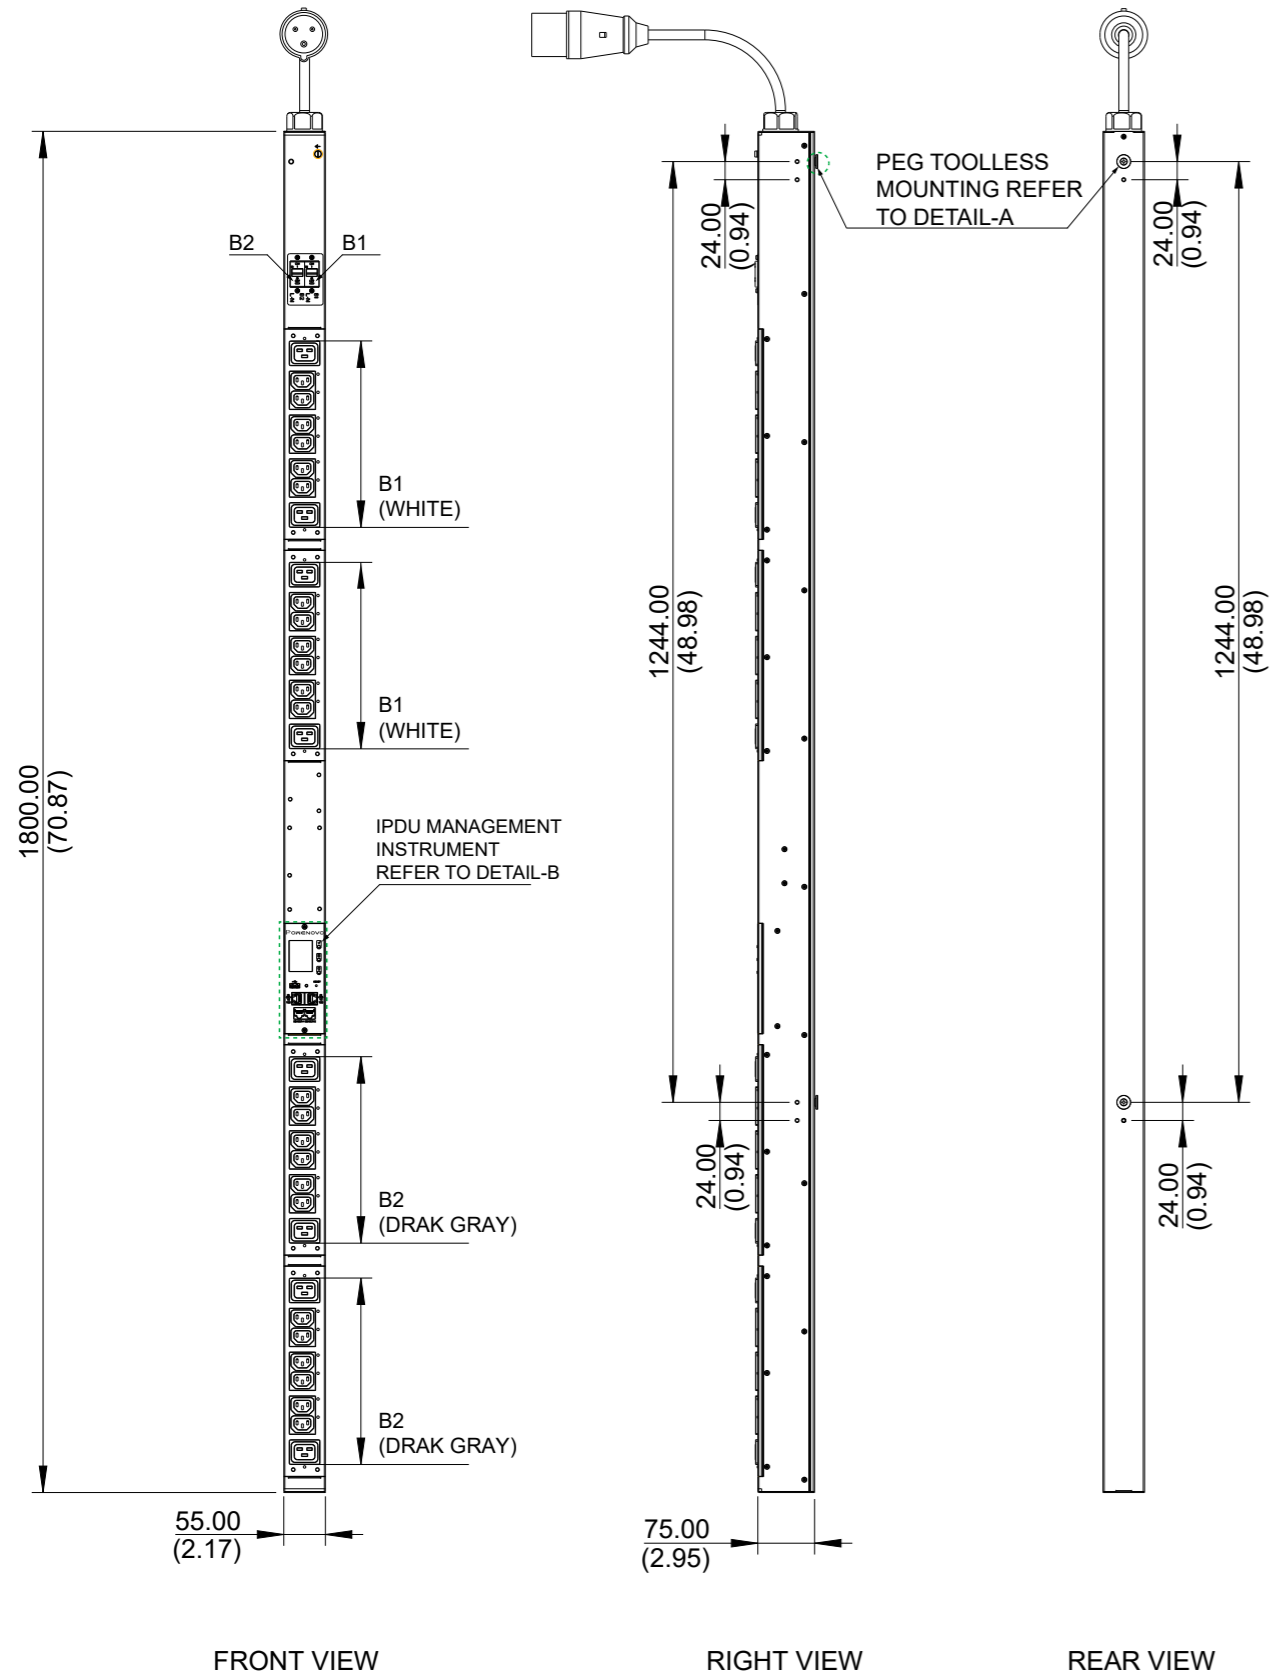 PEG TOOLLESS
MOUNTING REFER
TO DETAIL-A
24.00
(0.94)
24.00
(0.94)
B2
B1
B1
(WHITE)
B1
(WHITE)
1244.00
(48.98)
1244.00
(48.98)
1800.00
(70.87)
IPDU MANAGEMENT
INSTRUMENT
REFER TO DETAIL-B
POWENOVO
24.00
(0.94)
24.00
(0.94)
B2
(DRAK GRAY)
B2
(DRAK GRAY)
55.00
(2.17)
75.00
(2.95)
FRONT VIEW
RIGHT VIEW
REAR VIEW